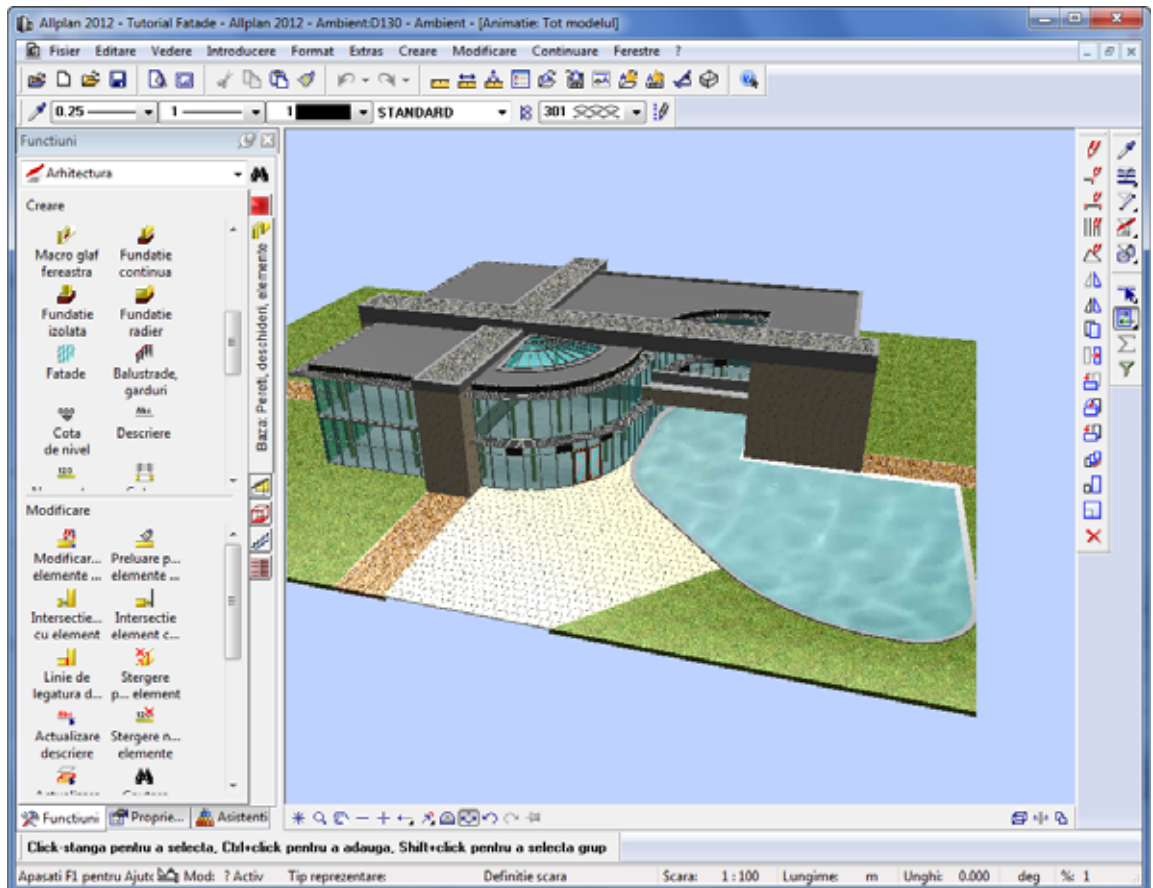 Allplan 2012 - Tutorial Fatade - Allplan 2012 - Ambient:D130 - Ambient - [Animatie: Tot modelul]
Fisier Editare Vedere Introducere Format Extras Creare Modificare Continuare Ferestre ?
0.25 1 1 STANDARD 301
Functiuni
Arhitectura
Creare
Macro glaf fereastra
Fundatie continua
Fundatie izolata
Fundatie radier
Fatade
Balustrade, garduri
Cota de nivel
Descriere
Baza: Pereti, deschideri, elemente
Modificare
Modificar... elemente ...
Preluare p... elemente ...
Intersectie... cu element
Intersectie element c...
Linie de legatura d...
Stergere p... element
Actualizare descriere
Stergere n... elemente
Functiuni Proprie... Asistenti
Click-stanga pentru a selecta, Ctrl+click pentru a adauga, Shift+click pentru a selecta grup
Apasati F1 pentru Ajuto Mod: ? Activ Tip reprezentare: Definitie scara Scara: 1 : 100 Lungime: m Unghi: 0.000 deg %: 1